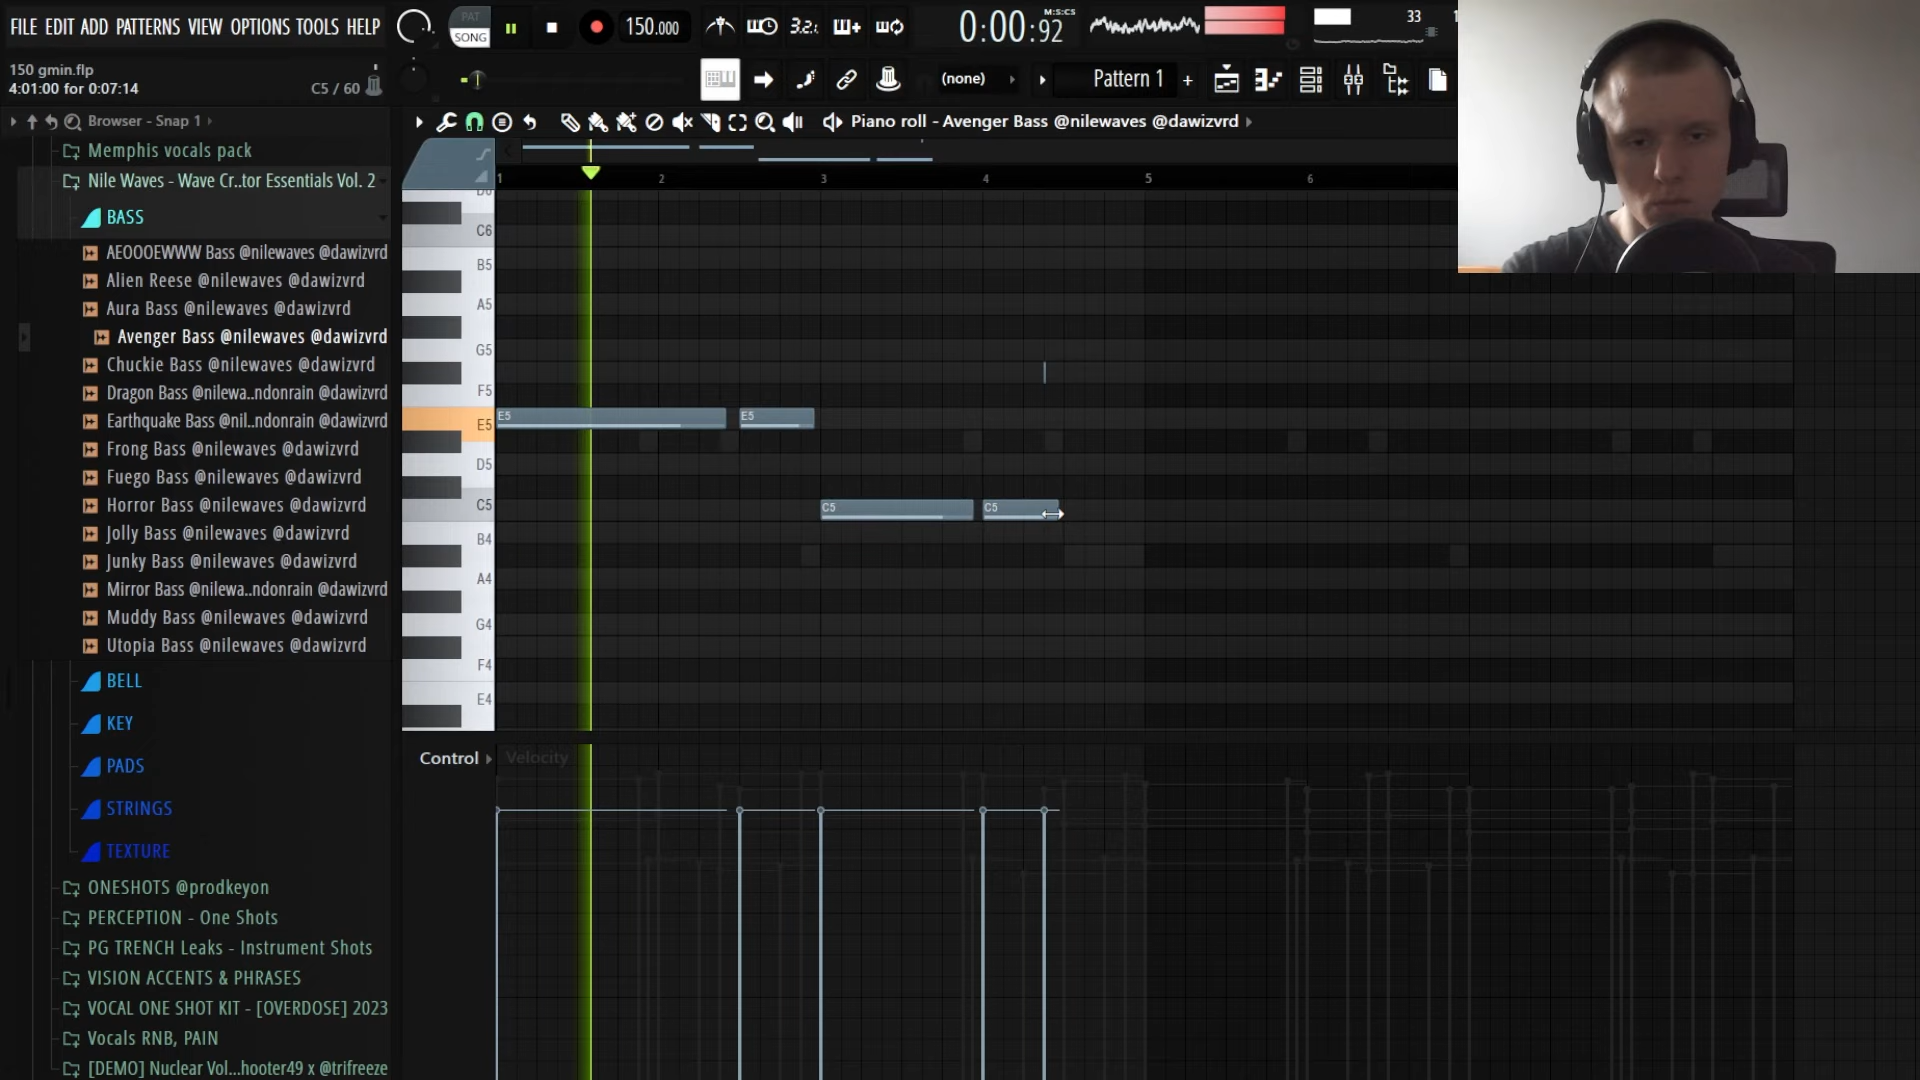 FILE EDIT ADD PATTERNS VIEW OPTIONS TOOLS HELP
PAT
SONG
150.000
3.2.
0:00:92
M:S:CS
33
150 gmin.flp
4:01:00 for 0:07:14
C5 / 60
(none)
Pattern 1
Browser - Snap 1
Piano roll - Avenger Bass @nilewaves @dawizvrd
Memphis vocals pack
Nile Waves - Wave Cr..tor Essentials Vol. 2
BASS
AEOOOEWWW Bass @nilewaves @dawizvrd
Alien Reese @nilewaves @dawizvrd
Aura Bass @nilewaves @dawizvrd
Avenger Bass @nilewaves @dawizvrd
Chuckie Bass @nilewaves @dawizvrd
Dragon Bass @nilewa..ndonrain @dawizvrd
Earthquake Bass @nil..ndonrain @dawizvrd
Frong Bass @nilewaves @dawizvrd
Fuego Bass @nilewaves @dawizvrd
Horror Bass @nilewaves @dawizvrd
Jolly Bass @nilewaves @dawizvrd
Junky Bass @nilewaves @dawizvrd
Mirror Bass @nilewa..ndonrain @dawizvrd
Muddy Bass @nilewaves @dawizvrd
Utopia Bass @nilewaves @dawizvrd
BELL
KEY
PADS
STRINGS
TEXTURE
ONESHOTS @prodkeyon
PERCEPTION - One Shots
PG TRENCH Leaks - Instrument Shots
VISION ACCENTS & PHRASES
VOCAL ONE SHOT KIT - [OVERDOSE] 2023
Vocals RNB, PAIN
[DEMO] Nuclear Vol...hooter49 x @trifreeze
1 2 3 4 5 6
D6
C6
B5
A5
G5
F5
E5
E5 E5
D5
C5
C5 C5
B4
A4
G4
F4
E4
Control
Velocity